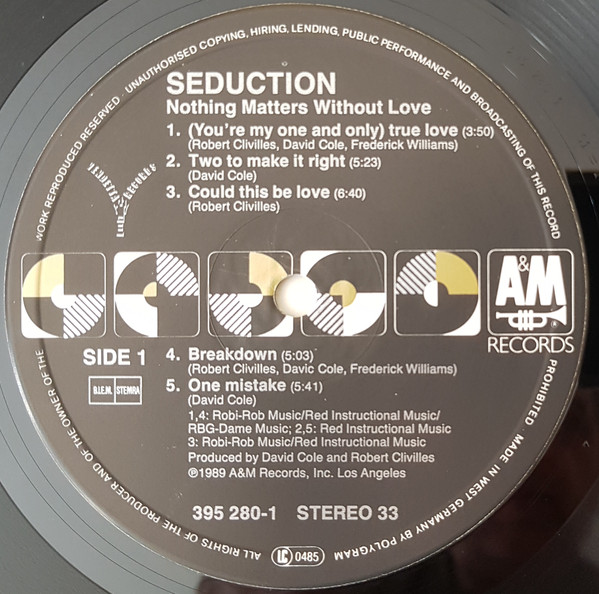 WORK REPRODUCED RESERVED · UNAUTHORISED COPYING, HIRING, LENDING, PUBLIC PERFORMANCE AND BROADCASTING OF THIS RECORD
SEDUCTION
Nothing Matters Without Love
1. (You're my one and only) true love (3:50)
(Robert Clivilles, David Cole, Frederick Williams)
2. Two to make it right (5:23)
(David Cole)
3. Could this be love (6:40)
(Robert Clivilles)
A&M
RECORDS
SIDE 1
B.I.E.M. STEMRA
4. Breakdown (5:03)
(Robert Clivilles, Davic Cole, Frederick Williams)
5. One mistake (5:41)
(David Cole)
1,4: Robi-Rob Music/Red Instructional Music/
RBG-Dame Music; 2,5: Red Instructional Music
3: Robi-Rob Music/Red Instructional Music
Produced by David Cole and Robert Clivilles
℗1989 A&M Records, Inc. Los Angeles
395 280-1 STEREO 33
PROHIBITED MADE IN WEST GERMANY BY POLYGRAM
LC 0485
ALL RIGHTS OF THE PRODUCER AND OF THE OWNER OF THE